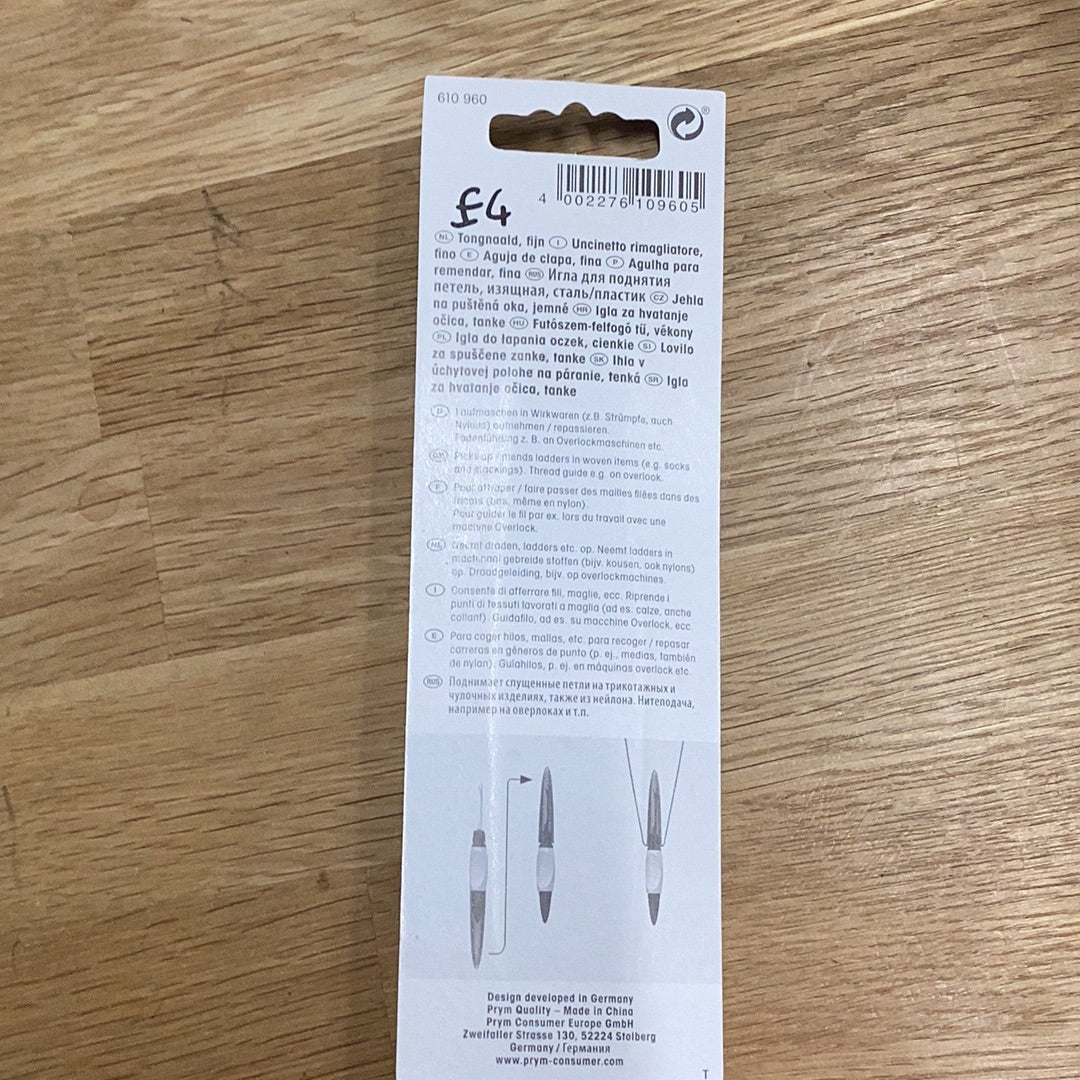 610 960
®
4 002276 109605
£4
NL Tongnaald, fijn I Uncinetto rimagliatore,
fino E Aguja de clapa, fina P Agulha para
remendar, fina RUS Игла для поднятия
петель, изящная, сталь/пластик CZ Jehla
na puštěná oka, jemné HR Igla za hvatanje
očica, tanke HU Futószem-felfogó tű, vékony
PL Igla do łapania oczek, cienkie SI Lovilo
za spuščene zanke, tanke SK Ihla v
úchytovej polohe na páranie, tenká SR Igla
za hvatanje očica, tanke
D Laufmaschen in Wirkwaren (z.B. Strümpfe, auch
Nylons) aufnehmen / repassieren.
Fadenführung z. B. an Overlockmaschinen etc.
GB Picks up / mends ladders in woven items (e.g. socks
and stockings). Thread guide e.g. on overlook.
F Pour attraper / faire passer des mailles filées dans des
tricots (bas, même en nylon).
Pour guider le fil par ex. lors du travail avec une
machine Overlock.
NL Neemt draden, ladders etc. op. Neemt ladders in
machinaal gebreide stoffen (bijv. kousen, ook nylons)
op. Draadgeleiding, bijv. op overlockmachines.
I Consente di afferrare fili, maglie, ecc. Riprende i
punti di tessuti lavorati a maglia (ad es. calze, anche
collant). Guidafilo, ad es. su macchine Overlock, ecc.
E Para coger hilos, mallas, etc. para recoger / repasar
carreras en géneros de punto (p. ej., medias, también
de nylon). Guíahilos, p. ej. en máquinas overlock etc.
RUS Поднимает спущенные петли на трикотажных и
чулочных изделиях, также из нейлона. Нитеподача,
например на оверлоках и т.п.
Design developed in Germany
Prym Quality – Made in China
Prym Consumer Europe GmbH
Zweifaller Strasse 130, 52224 Stolberg
Germany / Германия
www.prym-consumer.com
T